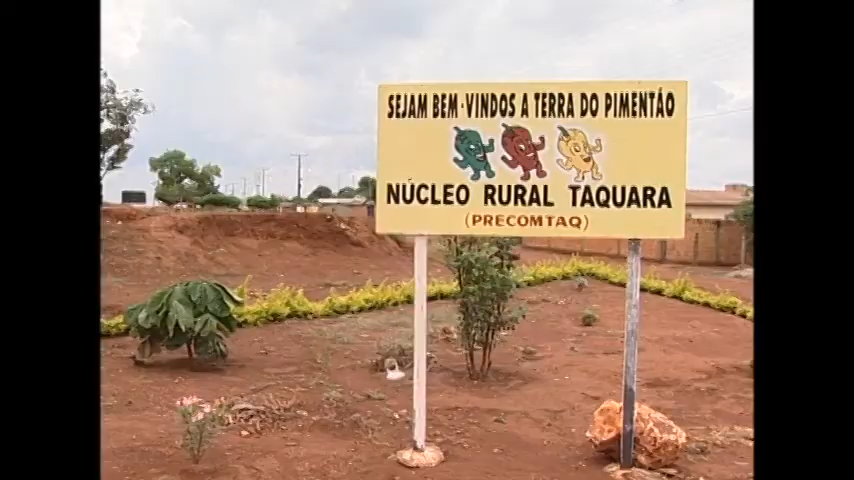 SEJAM BEM-VINDOS A TERRA DO PIMENTÃO
NÚCLEO RURAL TAQUARA
(PRECOMTAQ)